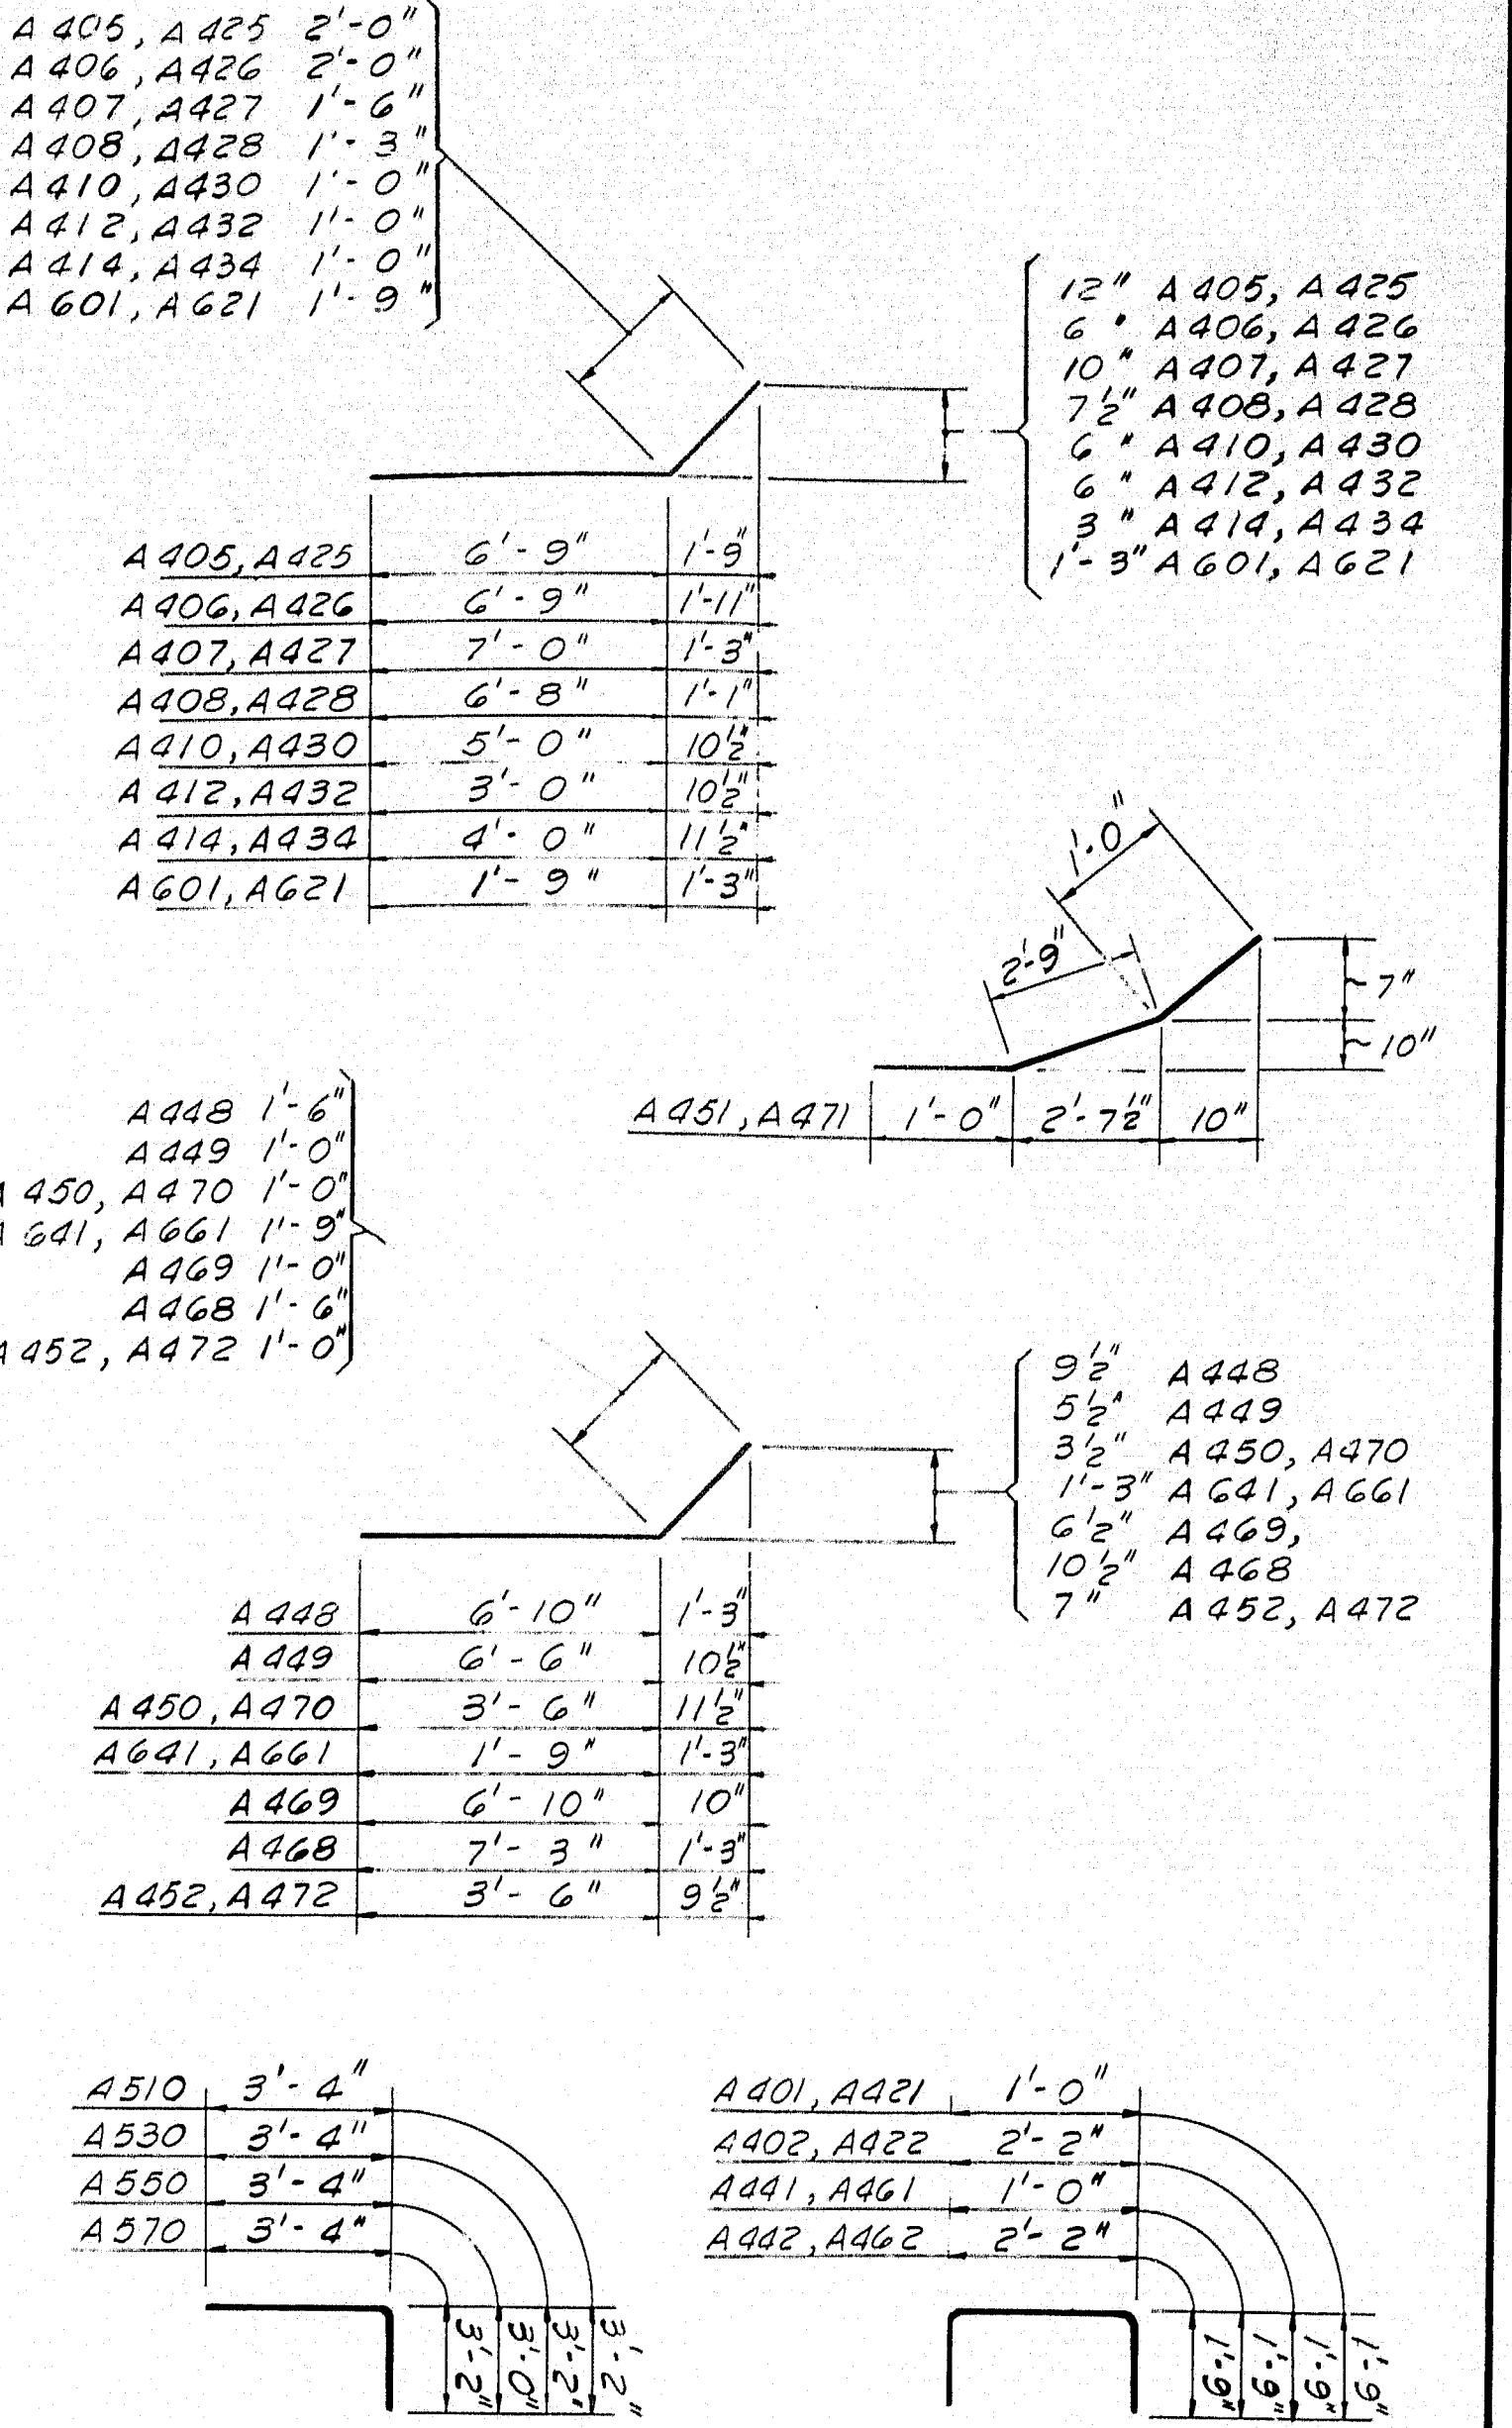 A405, A425 2'-0"
A406, A426 2'-0"
A407, A427 1'-6"
A408, A428 1'-3"
A410, A430 1'-0"
A412, A432 1'-0"
A414, A434 1'-0"
A601, A621 1'-9"
12" A405, A425
6" A406, A426
10" A407, A427
7½" A408, A428
6" A410, A430
6" A412, A432
3" A414, A434
1'-3" A601, A621
A405, A425 6'-9" 1'-9"
A406, A426 6'-9" 1'-11"
A407, A427 7'-0" 1'-3"
A408, A428 6'-8" 1'-1"
A410, A430 5'-0" 10½"
A412, A432 3'-0" 10½"
A414, A434 4'-0" 11½"
A601, A621 1'-9" 1'-3"
1'-0"
2'-9"
7"
10"
A451, A471 1'-0" 2'-7½" 10"
A448 1'-6"
A449 1'-0"
A450, A470 1'-0"
A641, A661 1'-9"
A469 1'-0"
A468 1'-6"
A452, A472 1'-0"
9½" A448
5½" A449
3½" A450, A470
1'-3" A641, A661
6½" A469,
10½" A468
7" A452, A472
A448 6'-10" 1'-3"
A449 6'-6" 10½"
A450, A470 3'-6" 11½"
A641, A661 1'-9" 1'-3"
A469 6'-10" 10"
A468 7'-3" 1'-3"
A452, A472 3'-6" 9½"
A510 3'-4"
A530 3'-4"
A550 3'-4"
A570 3'-4"
3'-2"
3'-0"
3'-2"
3'-2"
A401, A421 1'-0"
A402, A422 2'-2"
A441, A461 1'-0"
A442, A462 2'-2"
1'-9"
1'-9"
1'-9"
1'-9"